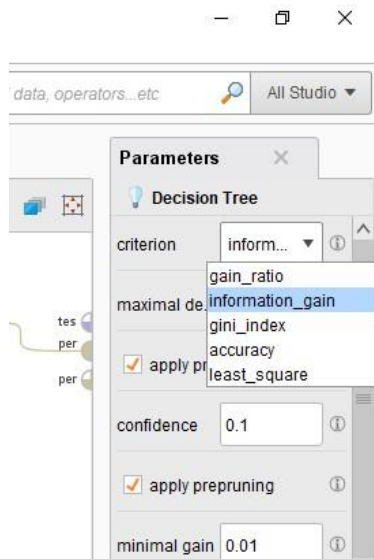 data, operators...etc
All Studio
Parameters
Decision Tree
criterion
inform...
gain_ratio
information_gain
gini_index
accuracy
least_square
maximal de.
apply pr
confidence
0.1
apply prepruning
minimal gain
0.01
tes
per
per